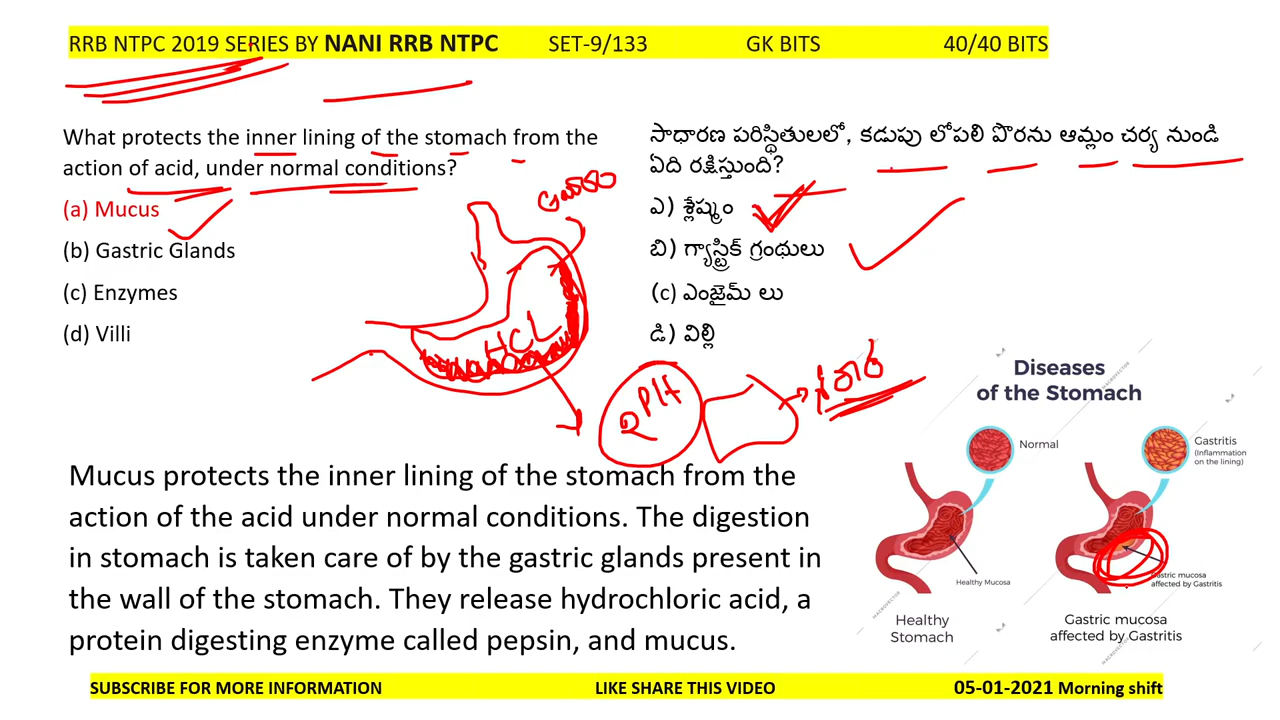 RRB NTPC 2019 SERIES BY NANI RRB NTPC SET-9/133 GK BITS 40/40 BITS
What protects the inner lining of the stomach from the
action of acid, under normal conditions?
(a) Mucus
(b) Gastric Glands
(c) Enzymes
(d) Villi
సాధారణ పరిస్థితులలో, కడుపు లోపలి పొరను ఆమ్లం చర్య నుండి
ఏది రక్షిస్తుంది?
ఎ) శ్లేష్మం
బి) గ్యాస్ట్రిక్ గ్రంథులు
(c) ఎంజైమ్ లు
డి) విల్లి
HCL
2 PH
Mucus protects the inner lining of the stomach from the
action of the acid under normal conditions. The digestion
in stomach is taken care of by the gastric glands present in
the wall of the stomach. They release hydrochloric acid, a
protein digesting enzyme called pepsin, and mucus.
Diseases
of the Stomach
Normal
Healthy Mucosa
Healthy
Stomach
Gastritis
(Inflammation
on the lining)
Gastric mucosa
affected by Gastritis
Gastric mucosa
affected by Gastritis
MACROVECTOR
MACROVECTOR
MACROVECTOR
MACROVECTOR
SUBSCRIBE FOR MORE INFORMATION LIKE SHARE THIS VIDEO 05-01-2021 Morning shift